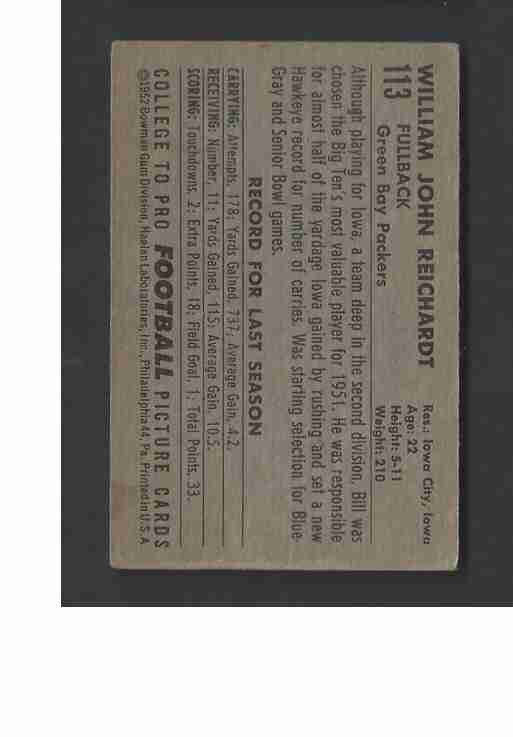 WILLIAM JOHN REICHARDT
113 FULLBACK
Green Bay Packers
Res.: Iowa City, Iowa
Age: 22
Height: 5-11
Weight: 210
Although playing for Iowa, a team deep in the second division, Bill was
chosen the Big Ten's most valuable player for 1951. He was responsible
for almost half of the yardage Iowa gained by rushing and set a new
Hawkeye record for number of carries. Was starting selection for Blue-
Gray and Senior Bowl games.
RECORD FOR LAST SEASON
CARRYING: Attempts, 178; Yards Gained, 737; Average Gain, 4.2.
RECEIVING: Number, 11; Yards Gained, 115; Average Gain, 10.5.
SCORING: Touchdowns, 2; Extra Points, 18; Field Goal, 1; Total Points, 33.
COLLEGE TO PRO FOOTBALL PICTURE CARDS
©1952 Bowman Gum Division, Haelan Laboratories, Inc., Philadelphia 44, Pa. Printed in U.S.A.